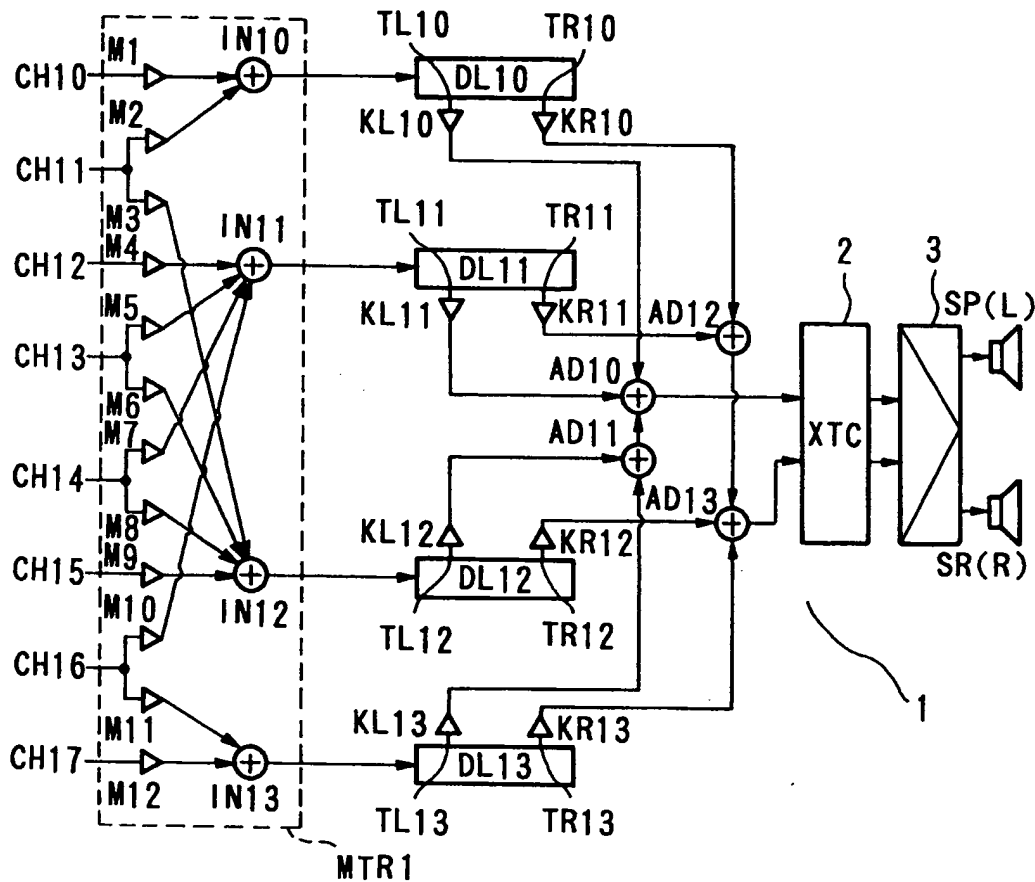 TL10
TR10
M1
IN10
CH10
DL10
M2
KL10
KR10
CH11
M3
TL11
TR11
IN11
M4
CH12
DL11
2
3
M5
KL11
KR11
AD12
SP(L)
CH13
AD10
M6
M7
AD11
XTC
CH14
AD13
M8
KL12
KR12
M9
CH15
DL12
SR(R)
M10
IN12
TL12
TR12
CH16
1
M11
KL13
KR13
CH17
DL13
M12
IN13
TL13
TR13
MTR1